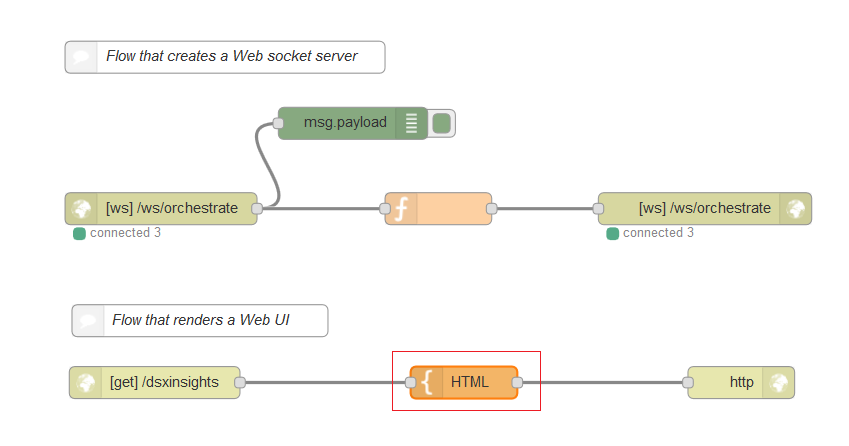 Flow that creates a Web socket server
msg.payload
[ws] /ws/orchestrate
[ws] /ws/orchestrate
connected 3
connected 3
Flow that renders a Web UI
[get] /dsxinsights
HTML
http